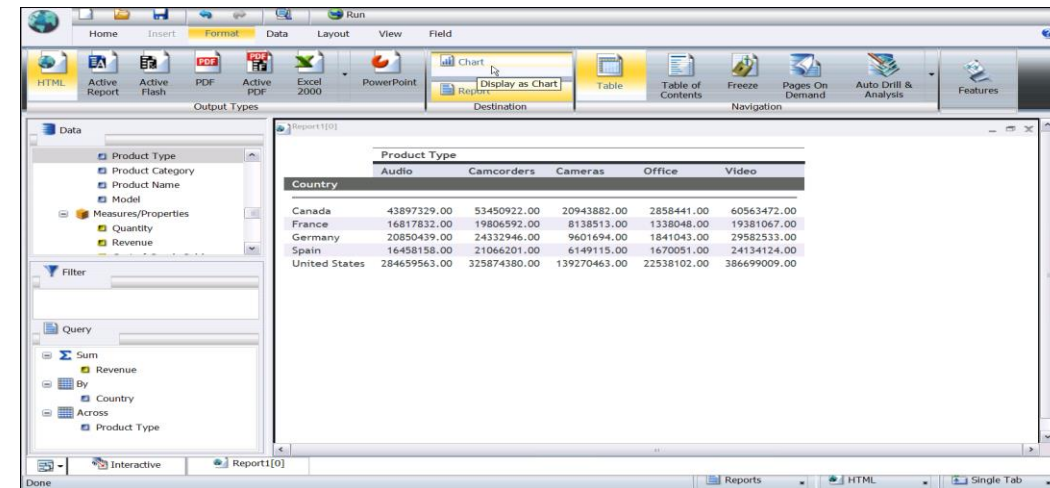 Run
Home Insert Format Data Layout View Field
HTML
Active Report
Active Flash
PDF
Active PDF
Excel 2000
PowerPoint
Chart
Display as Chart
Report
Table
Table of Contents
Freeze
Pages On Demand
Auto Drill & Analysis
Features
Output Types
Destination
Navigation
Data
Product Type
Product Category
Product Name
Model
Measures/Properties
Quantity
Revenue
Filter
Query
Sum
Revenue
By
Country
Across
Product Type
Report1[0]
Product Type
Audio Camcorders Cameras Office Video
Country
Canada 43897329.00 53450922.00 20943882.00 2858441.00 60563472.00
France 16817832.00 19806592.00 8138513.00 1338048.00 19381067.00
Germany 20850439.00 24332946.00 9601694.00 1841043.00 29582533.00
Spain 16458158.00 21066201.00 6149115.00 1670051.00 24134124.00
United States 284659563.00 325874380.00 139270463.00 22538102.00 386699009.00
Interactive Report1[0]
Done
Reports
HTML
Single Tab